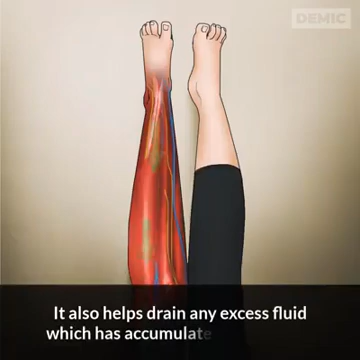 DEMIC
It also helps drain any excess fluid
which has accumulate